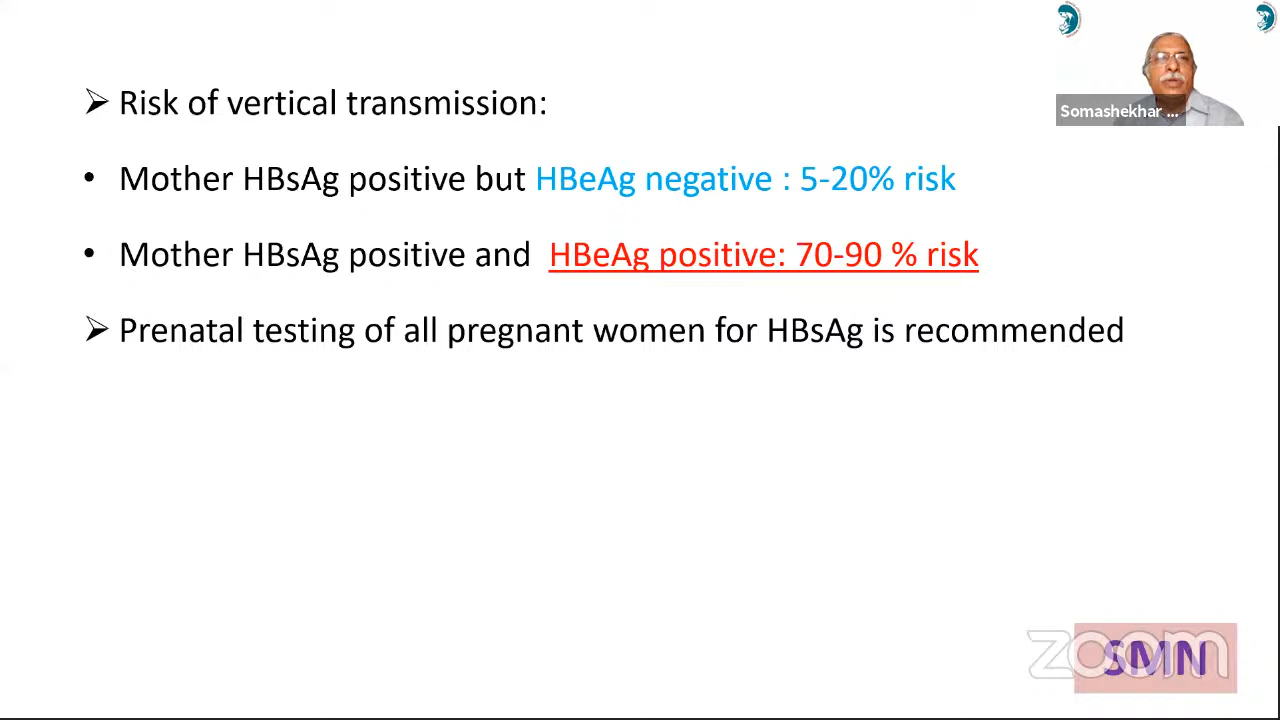 Somashekhar ...
➢ Risk of vertical transmission:
• Mother HBsAg positive but HBeAg negative : 5-20% risk
• Mother HBsAg positive and HBeAg positive: 70-90 % risk
➢ Prenatal testing of all pregnant women for HBsAg is recommended
zoom
SMN